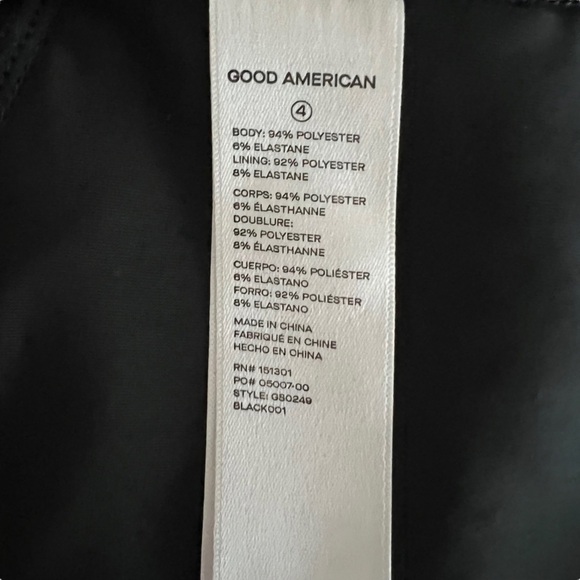 GOOD AMERICAN
4
BODY: 94% POLYESTER
6% ELASTANE
LINING: 92% POLYESTER
8% ELASTANE
CORPS: 94% POLYESTER
6% ÉLASTHANNE
DOUBLURE:
92% POLYESTER
8% ÉLASTHANNE
CUERPO: 94% POLIÉSTER
6% ELASTANO
FORRO: 92% POLIÉSTER
8% ELASTANO
MADE IN CHINA
FABRIQUÉ EN CHINE
HECHO EN CHINA
RN# 151301
PO# 05007-00
STYLE: GS0249
BLACK001